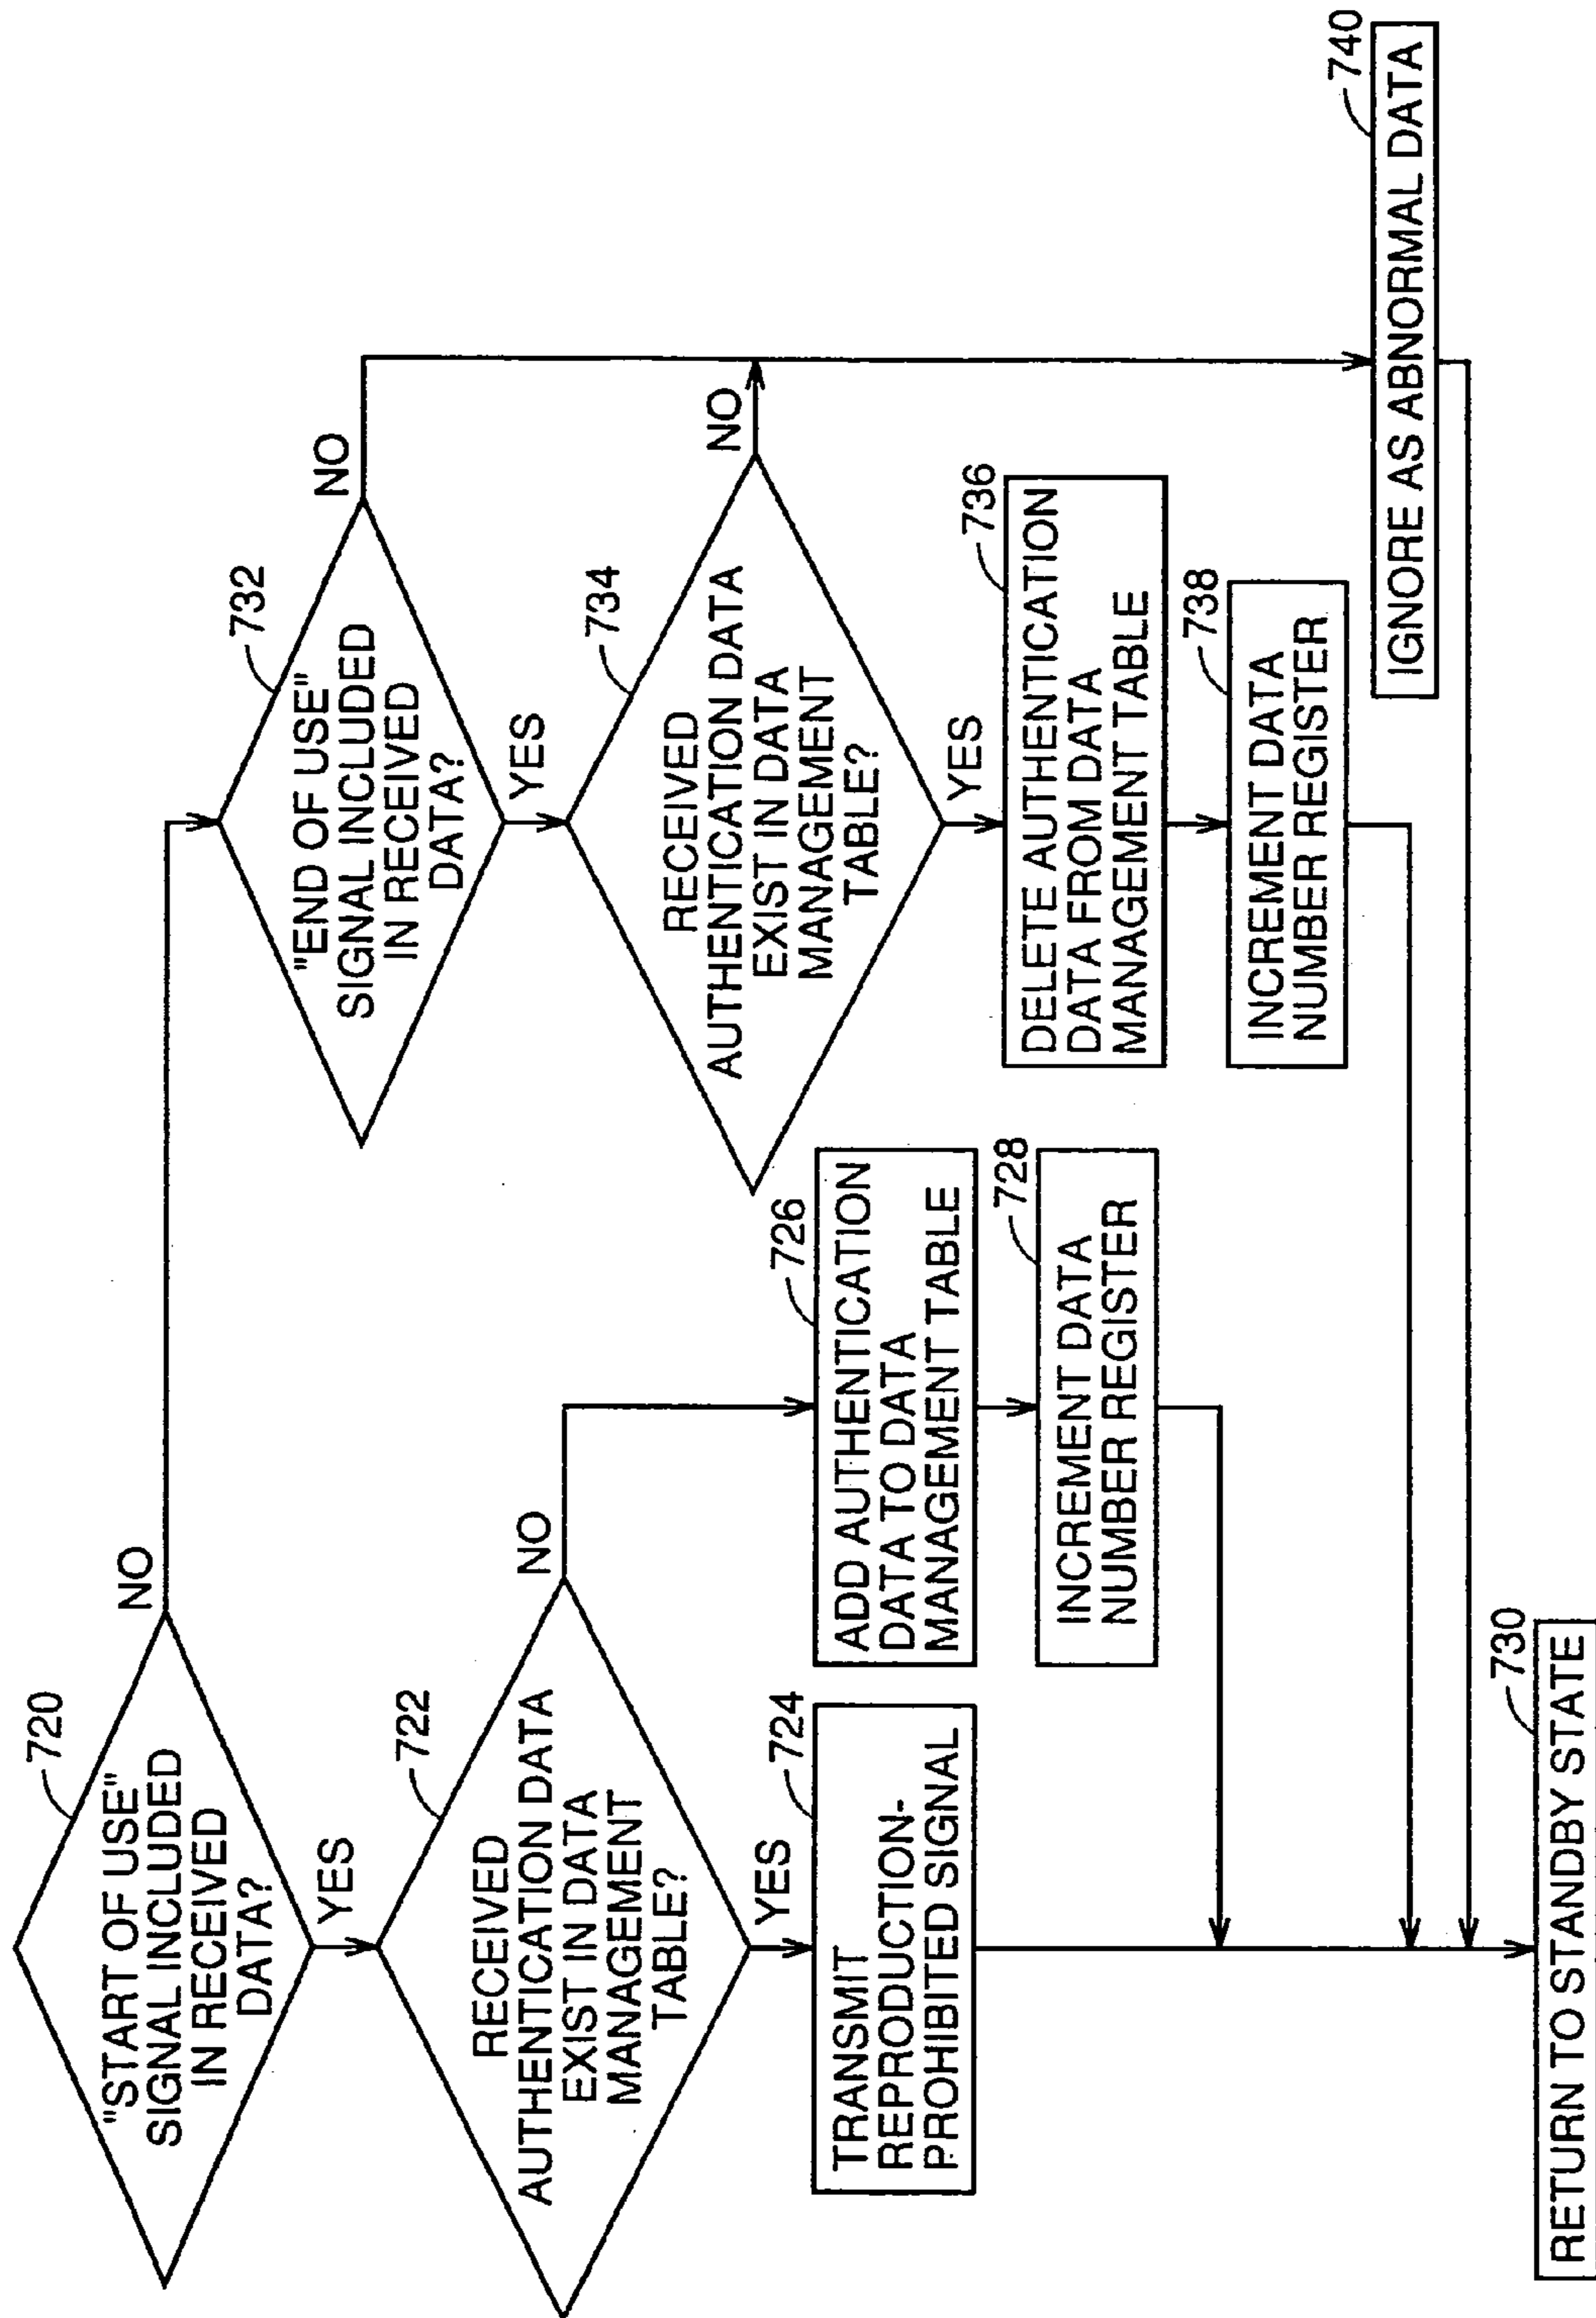 720
"START OF USE"
SIGNAL INCLUDED
IN RECEIVED
DATA?
NO
YES
722
RECEIVED
AUTHENTICATION DATA
EXIST IN DATA
MANAGEMENT
TABLE?
NO
YES
724
TRANSMIT
REPRODUCTION-
PROHIBITED SIGNAL
726
ADD AUTHENTICATION
DATA TO DATA
MANAGEMENT TABLE
728
INCREMENT DATA
NUMBER REGISTER
732
"END OF USE"
SIGNAL INCLUDED
IN RECEIVED
DATA?
NO
YES
734
RECEIVED
AUTHENTICATION DATA
EXIST IN DATA
MANAGEMENT
TABLE?
NO
YES
736
DELETE AUTHENTICATION
DATA FROM DATA
MANAGEMENT TABLE
738
INCREMENT DATA
NUMBER REGISTER
740
IGNORE AS ABNORMAL DATA
730
RETURN TO STANDBY STATE